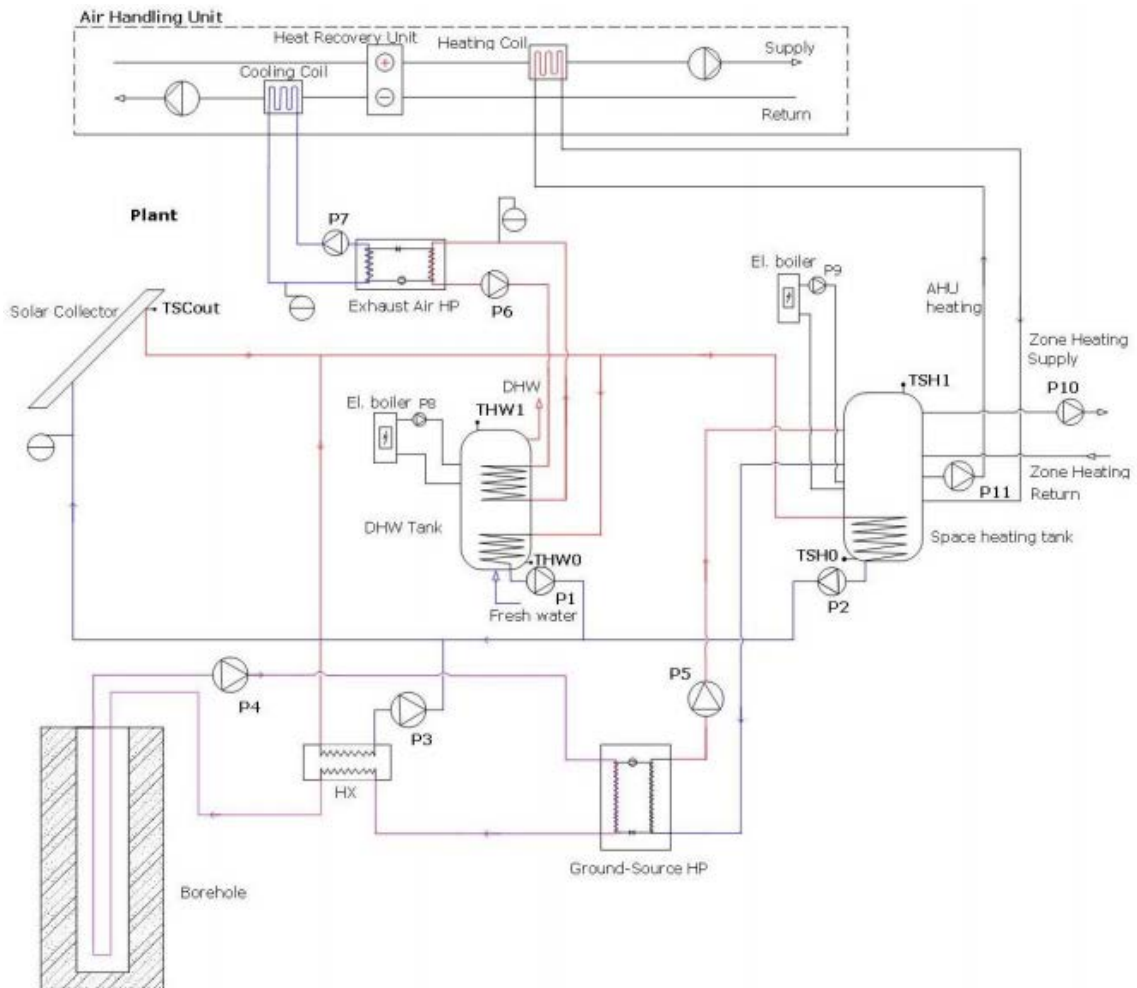 Air Handling Unit
Heat Recovery Unit
Heating Coil
Supply
Cooling Coil
Return
Plant
P7
El. boiler
P9
Solar Collector
TSCout
Exhaust Air HP
P6
AHU
heating
Zone Heating
Supply
DHW
TSH1
P10
El. boiler
P8
THW1
Zone Heating
Return
P11
DHW Tank
Space heating tank
THW0
TSH0
P1
P2
Fresh water
P4
P5
P3
HX
Ground-Source HP
Borehole